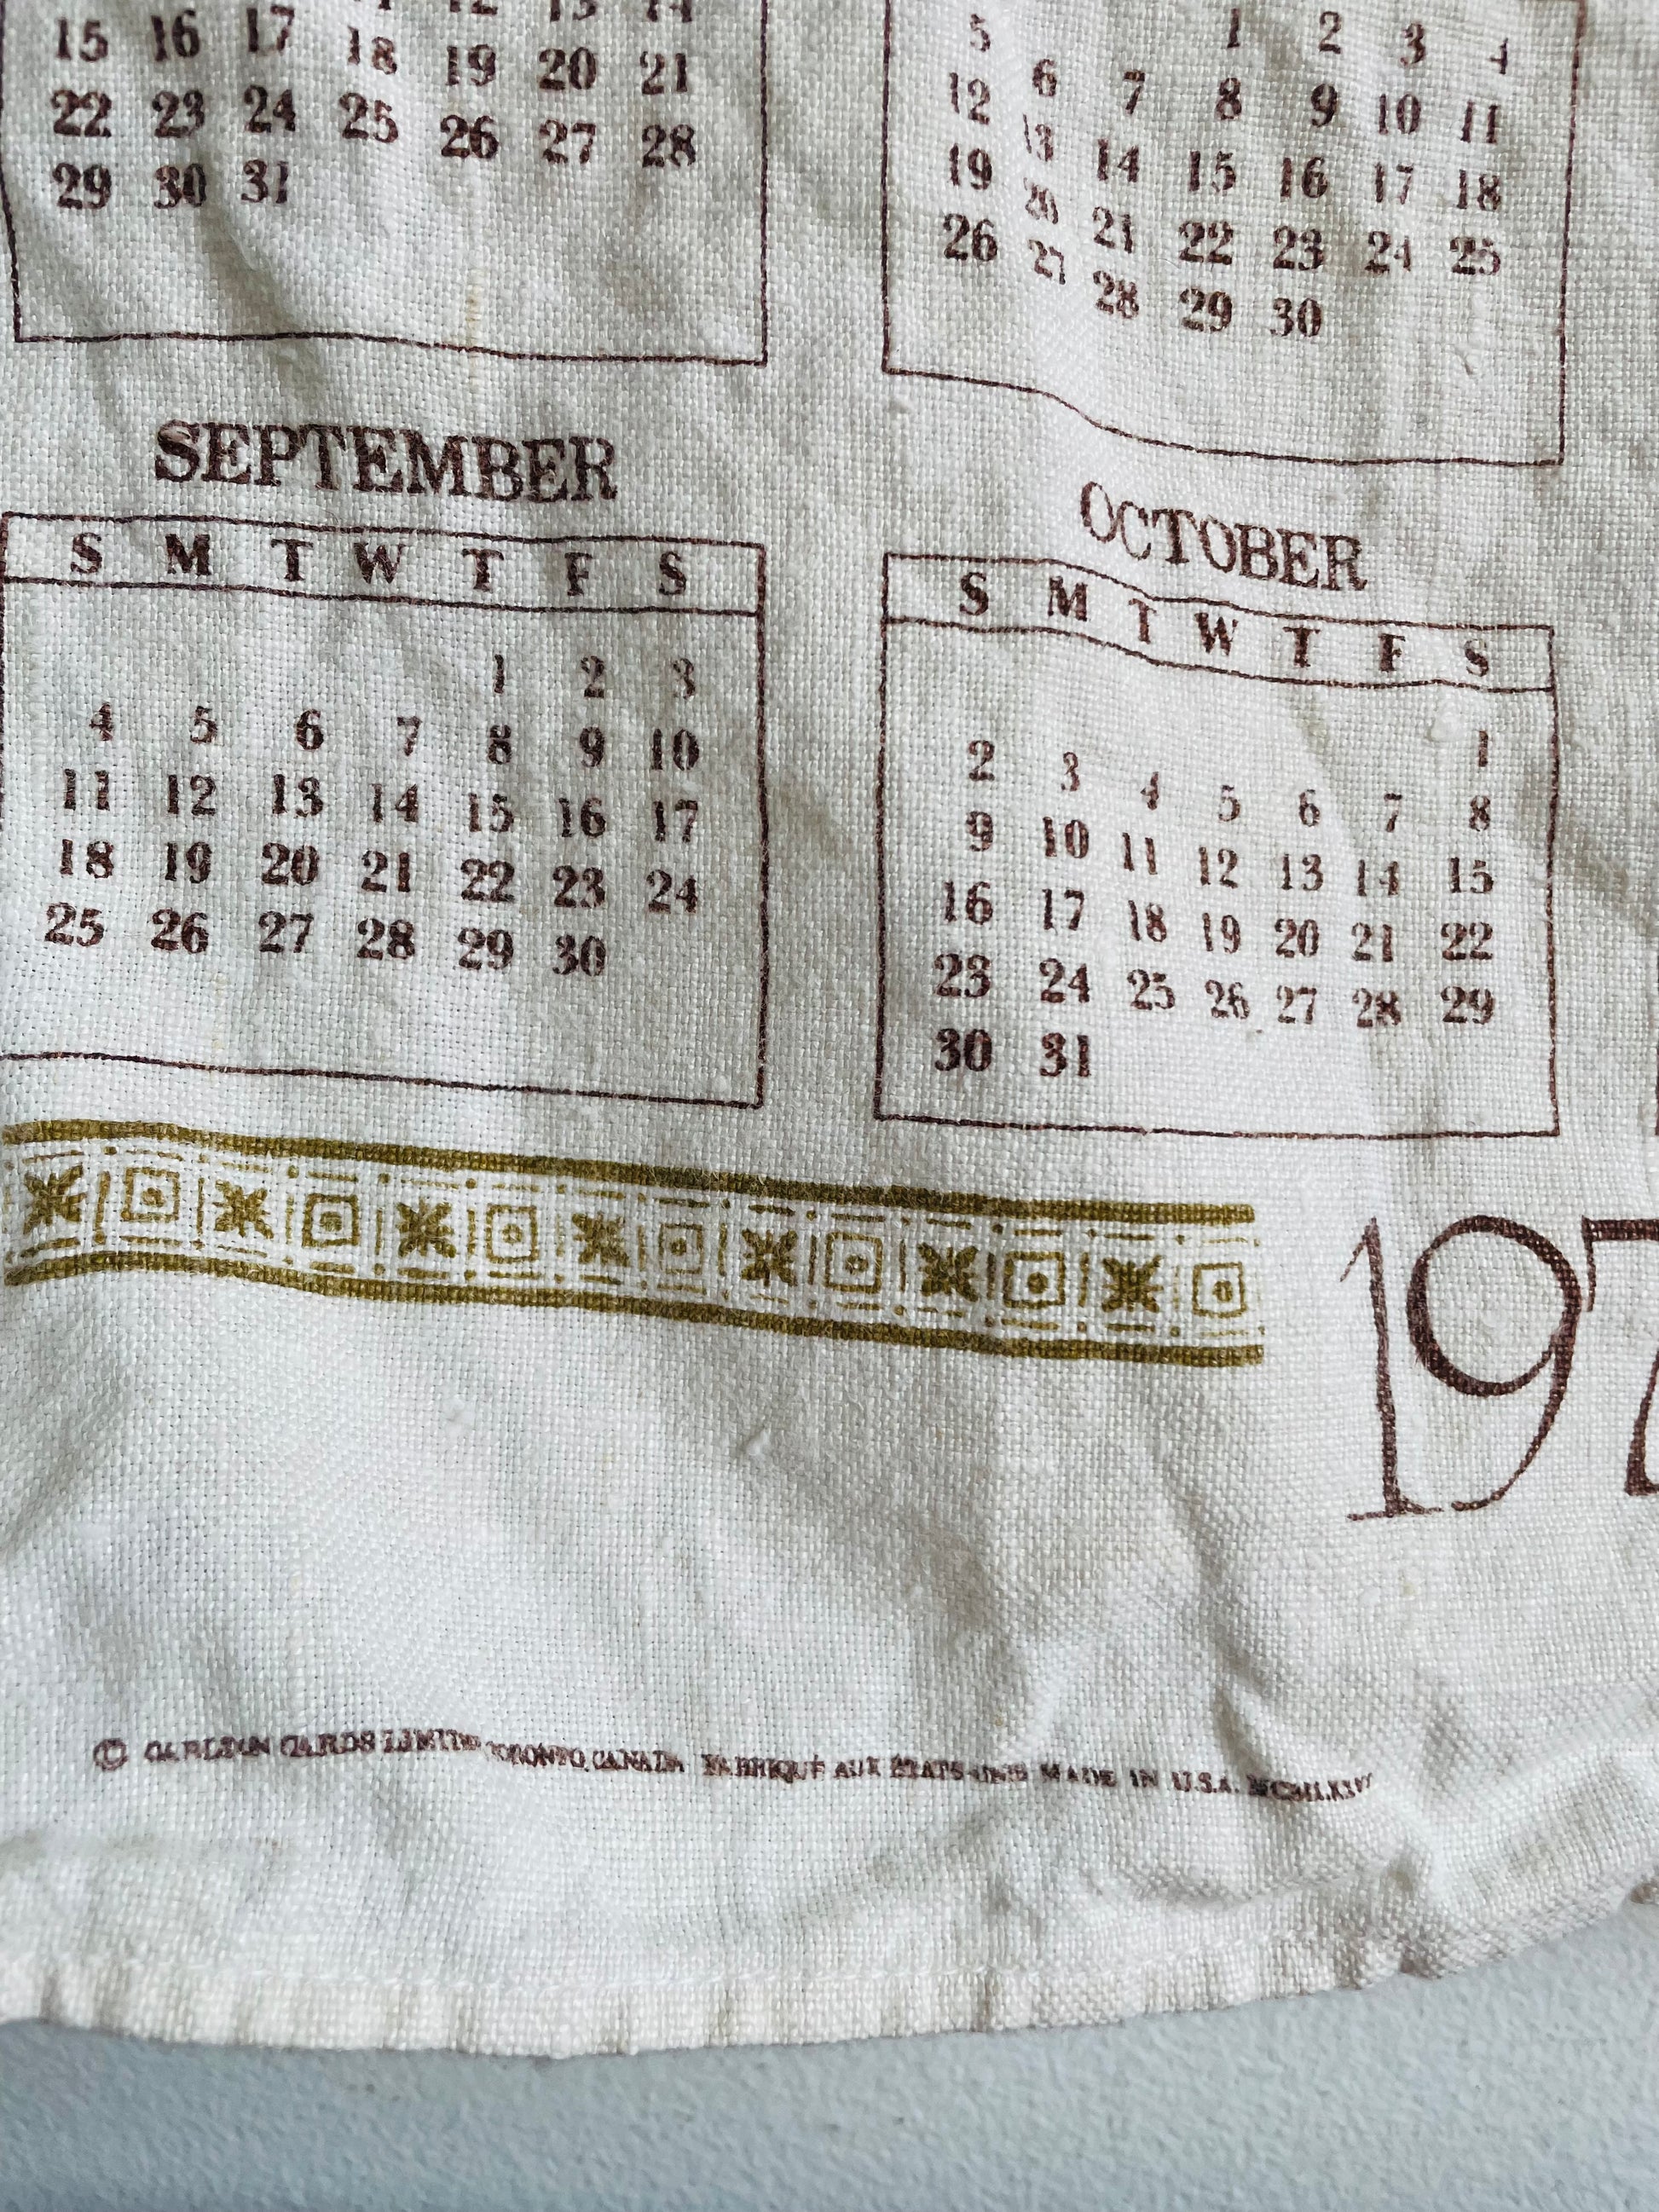 12 13 14
15 16 17 18 19 20 21
22 23 24 25 26 27 28
29 30 31
1 2 3 4
5 6 7 8 9 10 11
12 13 14 15 16 17 18
19 20 21 22 23 24 25
26 27 28 29 30
SEPTEMBER
S M T W T F S
1 2 3
4 5 6 7 8 9 10
11 12 13 14 15 16 17
18 19 20 21 22 23 24
25 26 27 28 29 30
OCTOBER
S M T W T F S
1
2 3 4 5 6 7 8
9 10 11 12 13 14 15
16 17 18 19 20 21 22
23 24 25 26 27 28 29
30 31
197
© CARLTON CARDS LIMITED TORONTO, CANADA FABRIQUÉ AUX ÉTATS-UNIS MADE IN U.S.A.